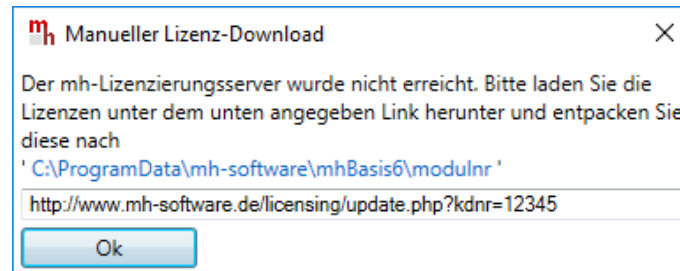 mh Manueller Lizenz-Download
Der mh-Lizenzierungsserver wurde nicht erreicht. Bitte laden Sie die
Lizenzen unter dem unten angegeben Link herunter und entpacken Sie
diese nach
' C:\ProgramData\mh-software\mhBasis6\modulnr '
http://www.mh-software.de/licensing/update.php?kdnr=12345
Ok